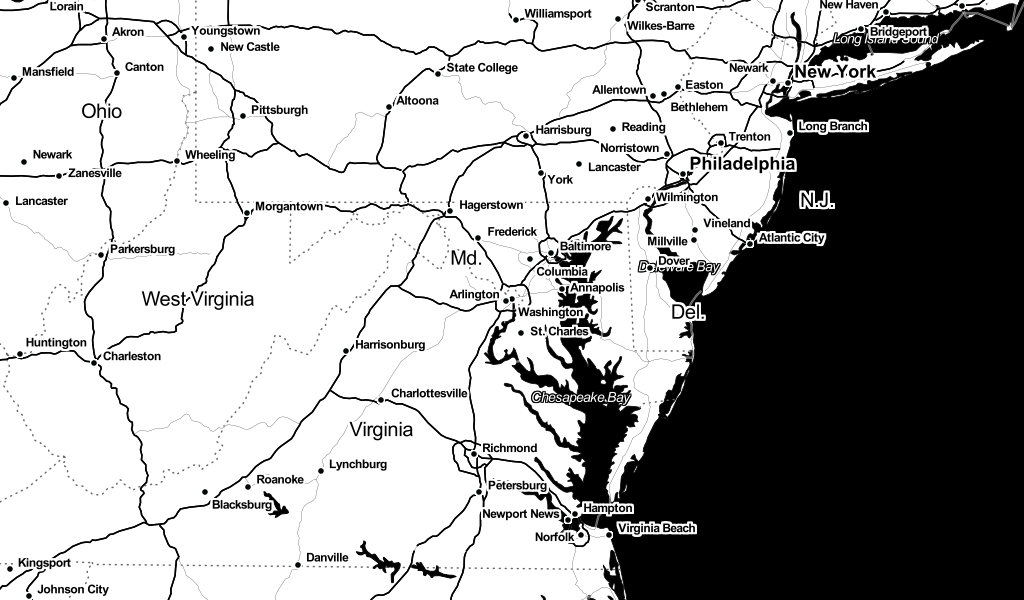 Lorain
Williamsport
Scranton
New Haven
Akron
Youngstown
Wilkes-Barre
Bridgeport
Long Island Sound
New Castle
Mansfield
Canton
State College
Newark
New York
Allentown
Easton
Altoona
Bethlehem
Ohio
Pittsburgh
Harrisburg
Reading
Trenton
Long Branch
Newark
Wheeling
Norristown
Philadelphia
Zanesville
Lancaster
York
Lancaster
Wilmington
N.J.
Morgantown
Hagerstown
Vineland
Frederick
Millville
Atlantic City
Parkersburg
Md.
Baltimore
Dover
Delaware Bay
Columbia
West Virginia
Arlington
Annapolis
Washington
Del.
St. Charles
Huntington
Charleston
Harrisonburg
Charlottesville
Chesapeake Bay
Virginia
Richmond
Lynchburg
Roanoke
Petersburg
Blacksburg
Newport News
Hampton
Virginia Beach
Norfolk
Danville
Kingsport
Johnson City